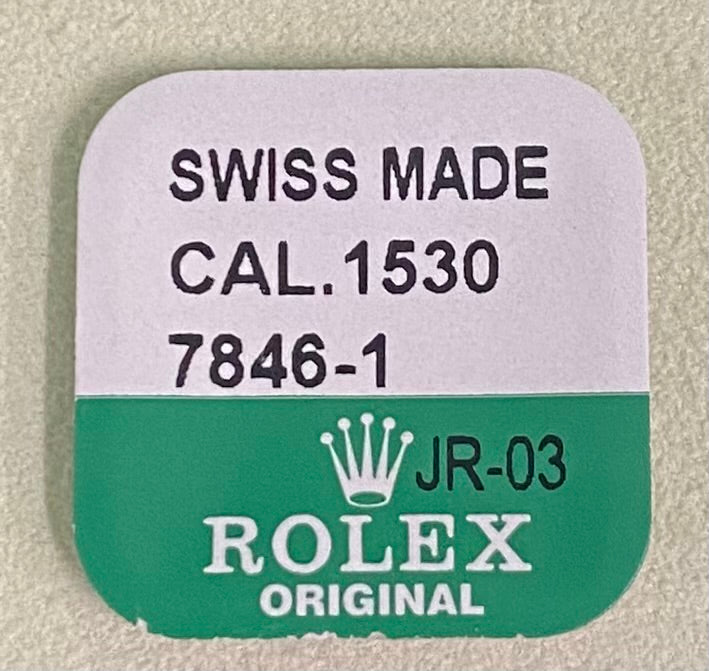 SWISS MADE
CAL.1530
7846-1
JR-03
ROLEX
ORIGINAL